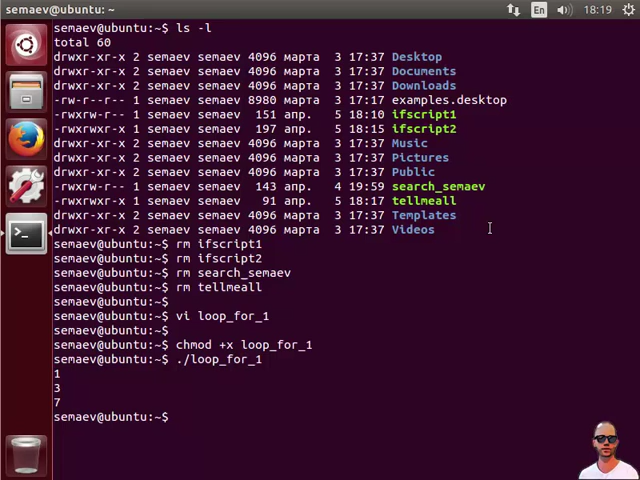 semaev@ubuntu: ~
En
18:19
semaev@ubuntu:~$ ls -l
total 60
drwxr-xr-x 2 semaev semaev 4096 марта  3 17:37 Desktop
drwxr-xr-x 2 semaev semaev 4096 марта  3 17:37 Documents
drwxr-xr-x 2 semaev semaev 4096 марта  3 17:37 Downloads
-rw-r--r-- 1 semaev semaev 8980 марта  3 17:17 examples.desktop
-rwxrw-r-- 1 semaev semaev  151 апр.   5 18:10 ifscript1
-rwxrwxr-x 1 semaev semaev  197 апр.   5 18:15 ifscript2
drwxr-xr-x 2 semaev semaev 4096 марта  3 17:37 Music
drwxr-xr-x 2 semaev semaev 4096 марта  3 17:37 Pictures
drwxr-xr-x 2 semaev semaev 4096 марта  3 17:37 Public
-rwxrw-r-- 1 semaev semaev  143 апр.   4 19:59 search_semaev
-rwxrwxr-x 1 semaev semaev   91 апр.   5 18:17 tellmeall
drwxr-xr-x 2 semaev semaev 4096 марта  3 17:37 Templates
drwxr-xr-x 2 semaev semaev 4096 марта  3 17:37 Videos
semaev@ubuntu:~$ rm ifscript1
semaev@ubuntu:~$ rm ifscript2
semaev@ubuntu:~$ rm search_semaev
semaev@ubuntu:~$ rm tellmeall
semaev@ubuntu:~$
semaev@ubuntu:~$ vi loop_for_1
semaev@ubuntu:~$
semaev@ubuntu:~$ chmod +x loop_for_1
semaev@ubuntu:~$ ./loop_for_1
1
3
7
semaev@ubuntu:~$